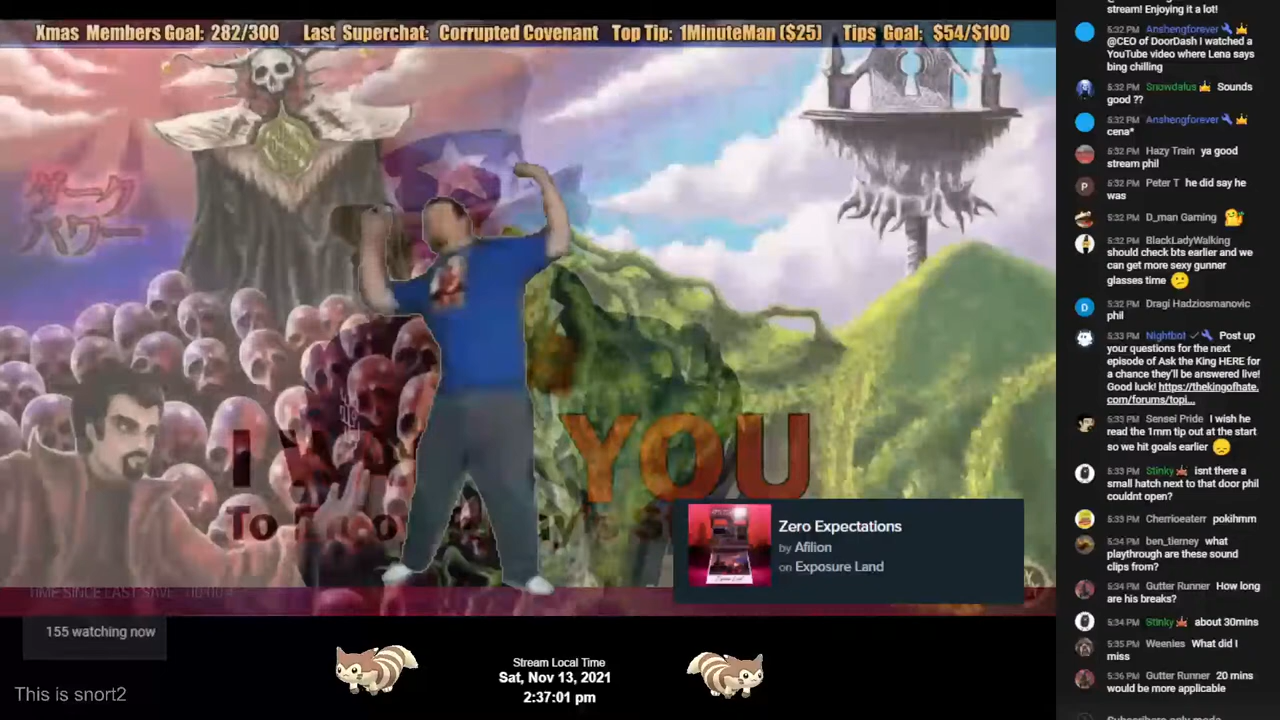 Xmas Members Goal: 282/300 Last Superchat: Corrupted Covenant Top Tip: 1MinuteMan ($25) Tips Goal: $54/$100
ダーク
パワー
I
YOU
To
Zero Expectations
by Afilion
on Exposure Land
TIME SINCE LAST SAVE
155 watching now
This is snort2
Stream Local Time
Sat, Nov 13, 2021
2:37:01 pm
stream! Enjoying it a lot!
5:32 PM Anshengforever
@CEO of DoorDash I watched a
YouTube video where Lena says
bing chilling
5:32 PM Snowdalus Sounds
good ??
5:32 PM Anshengforever
cena*
5:32 PM Hazy Train ya good
stream phil
P
5:32 PM Peter T he did say he
was
5:32 PM D_man Gaming
5:32 PM BlackLadyWalking
should check bts earlier and we
can get more sexy gunner
glasses time
D
5:32 PM Dragi Hadziosmanovic
phil
5:33 PM Nightbot Post up
your questions for the next
episode of Ask the King HERE for
a chance they'll be answered live!
Good luck! https://thekingofhate.
com/forums/topi...
5:33 PM Sensei Pride I wish he
read the 1mm tip out at the start
so we hit goals earlier
5:33 PM Stinky isnt there a
small hatch next to that door phil
couldnt open?
5:33 PM Cherrioeaterr pokihmm
5:34 PM ben_tierney what
playthrough are these sound
clips from?
5:34 PM Gutter Runner How long
are his breaks?
5:34 PM Stinky about 30mins
5:35 PM Weenies What did I
miss
5:36 PM Gutter Runner 20 mins
would be more applicable
Subscribers-only mode